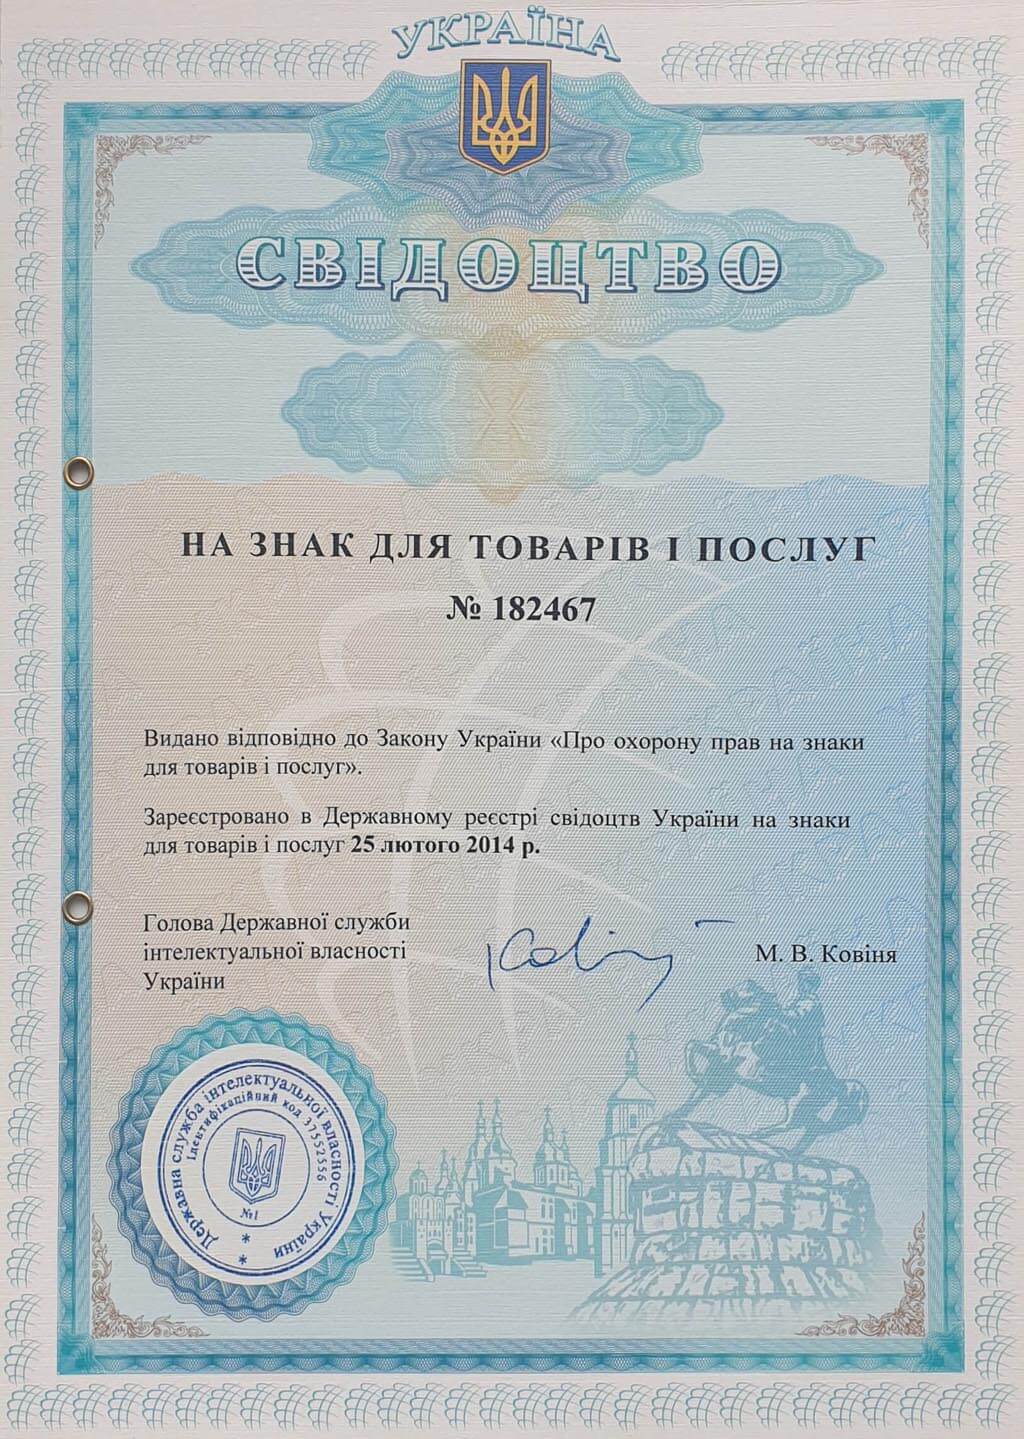 УКРАЇНА
СВІДОЦТВО
НА ЗНАК ДЛЯ ТОВАРІВ І ПОСЛУГ
№ 182467
Видано відповідно до Закону України «Про охорону прав на знаки
для товарів і послуг».
Зареєстровано в Державному реєстрі свідоцтв України на знаки
для товарів і послуг 25 лютого 2014 р.
Голова Державної служби
інтелектуальної власності
України
М. В. Ковіня
Державна служба інтелектуальної власності України
Ідентифікаційний код 37552556
№1